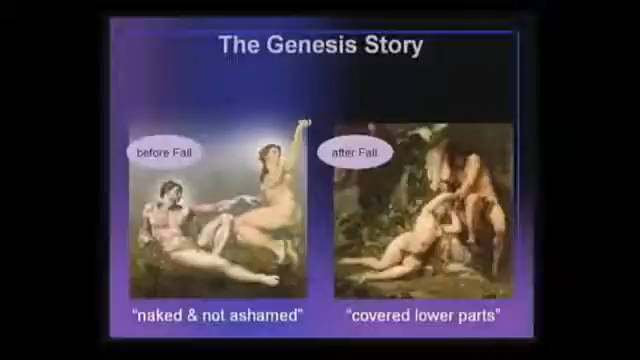 The Genesis Story
before Fall
after Fall
“naked & not ashamed”
“covered lower parts”